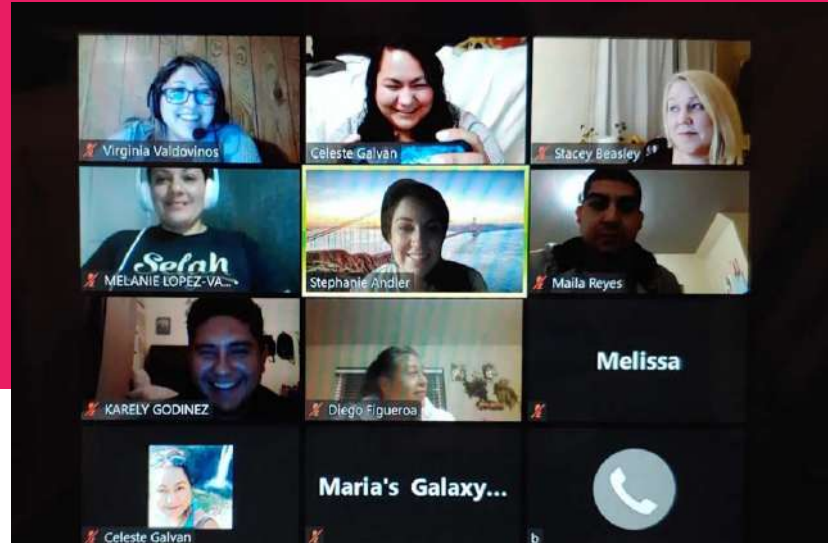 Virginia Valdovinos
Celeste Galvan
Stacey Beasley
Selah
MELANIE LOPEZ-VA...
Stephanie Andler
Maila Reyes
KARELY GODINEZ
Diego Figueroa
Melissa
Celeste Galvan
Maria's Galaxy...
b